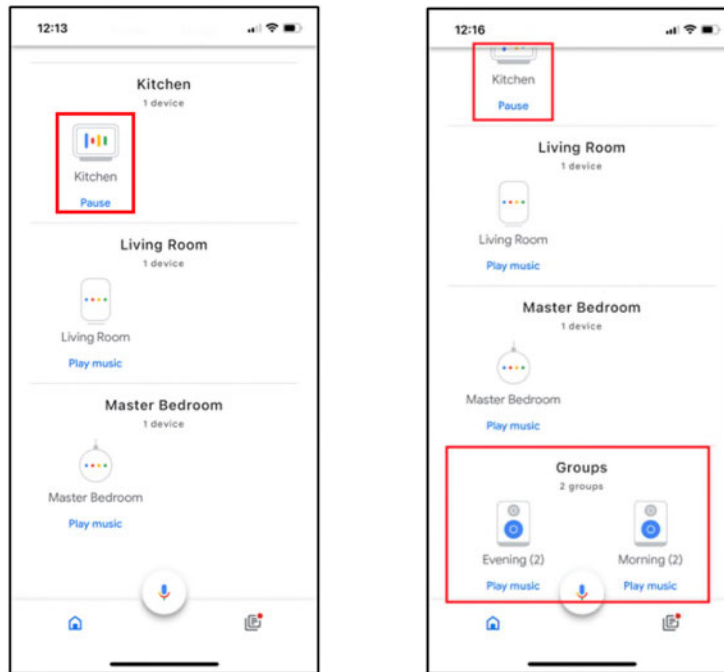 12:13
Kitchen
1 device
Kitchen
Pause
Living Room
1 device
Living Room
Play music
Master Bedroom
1 device
Master Bedroom
Play music
12:16
Kitchen
Pause
Living Room
1 device
Living Room
Play music
Master Bedroom
1 device
Master Bedroom
Play music
Groups
2 groups
Evening (2) Morning (2)
Play music Play music